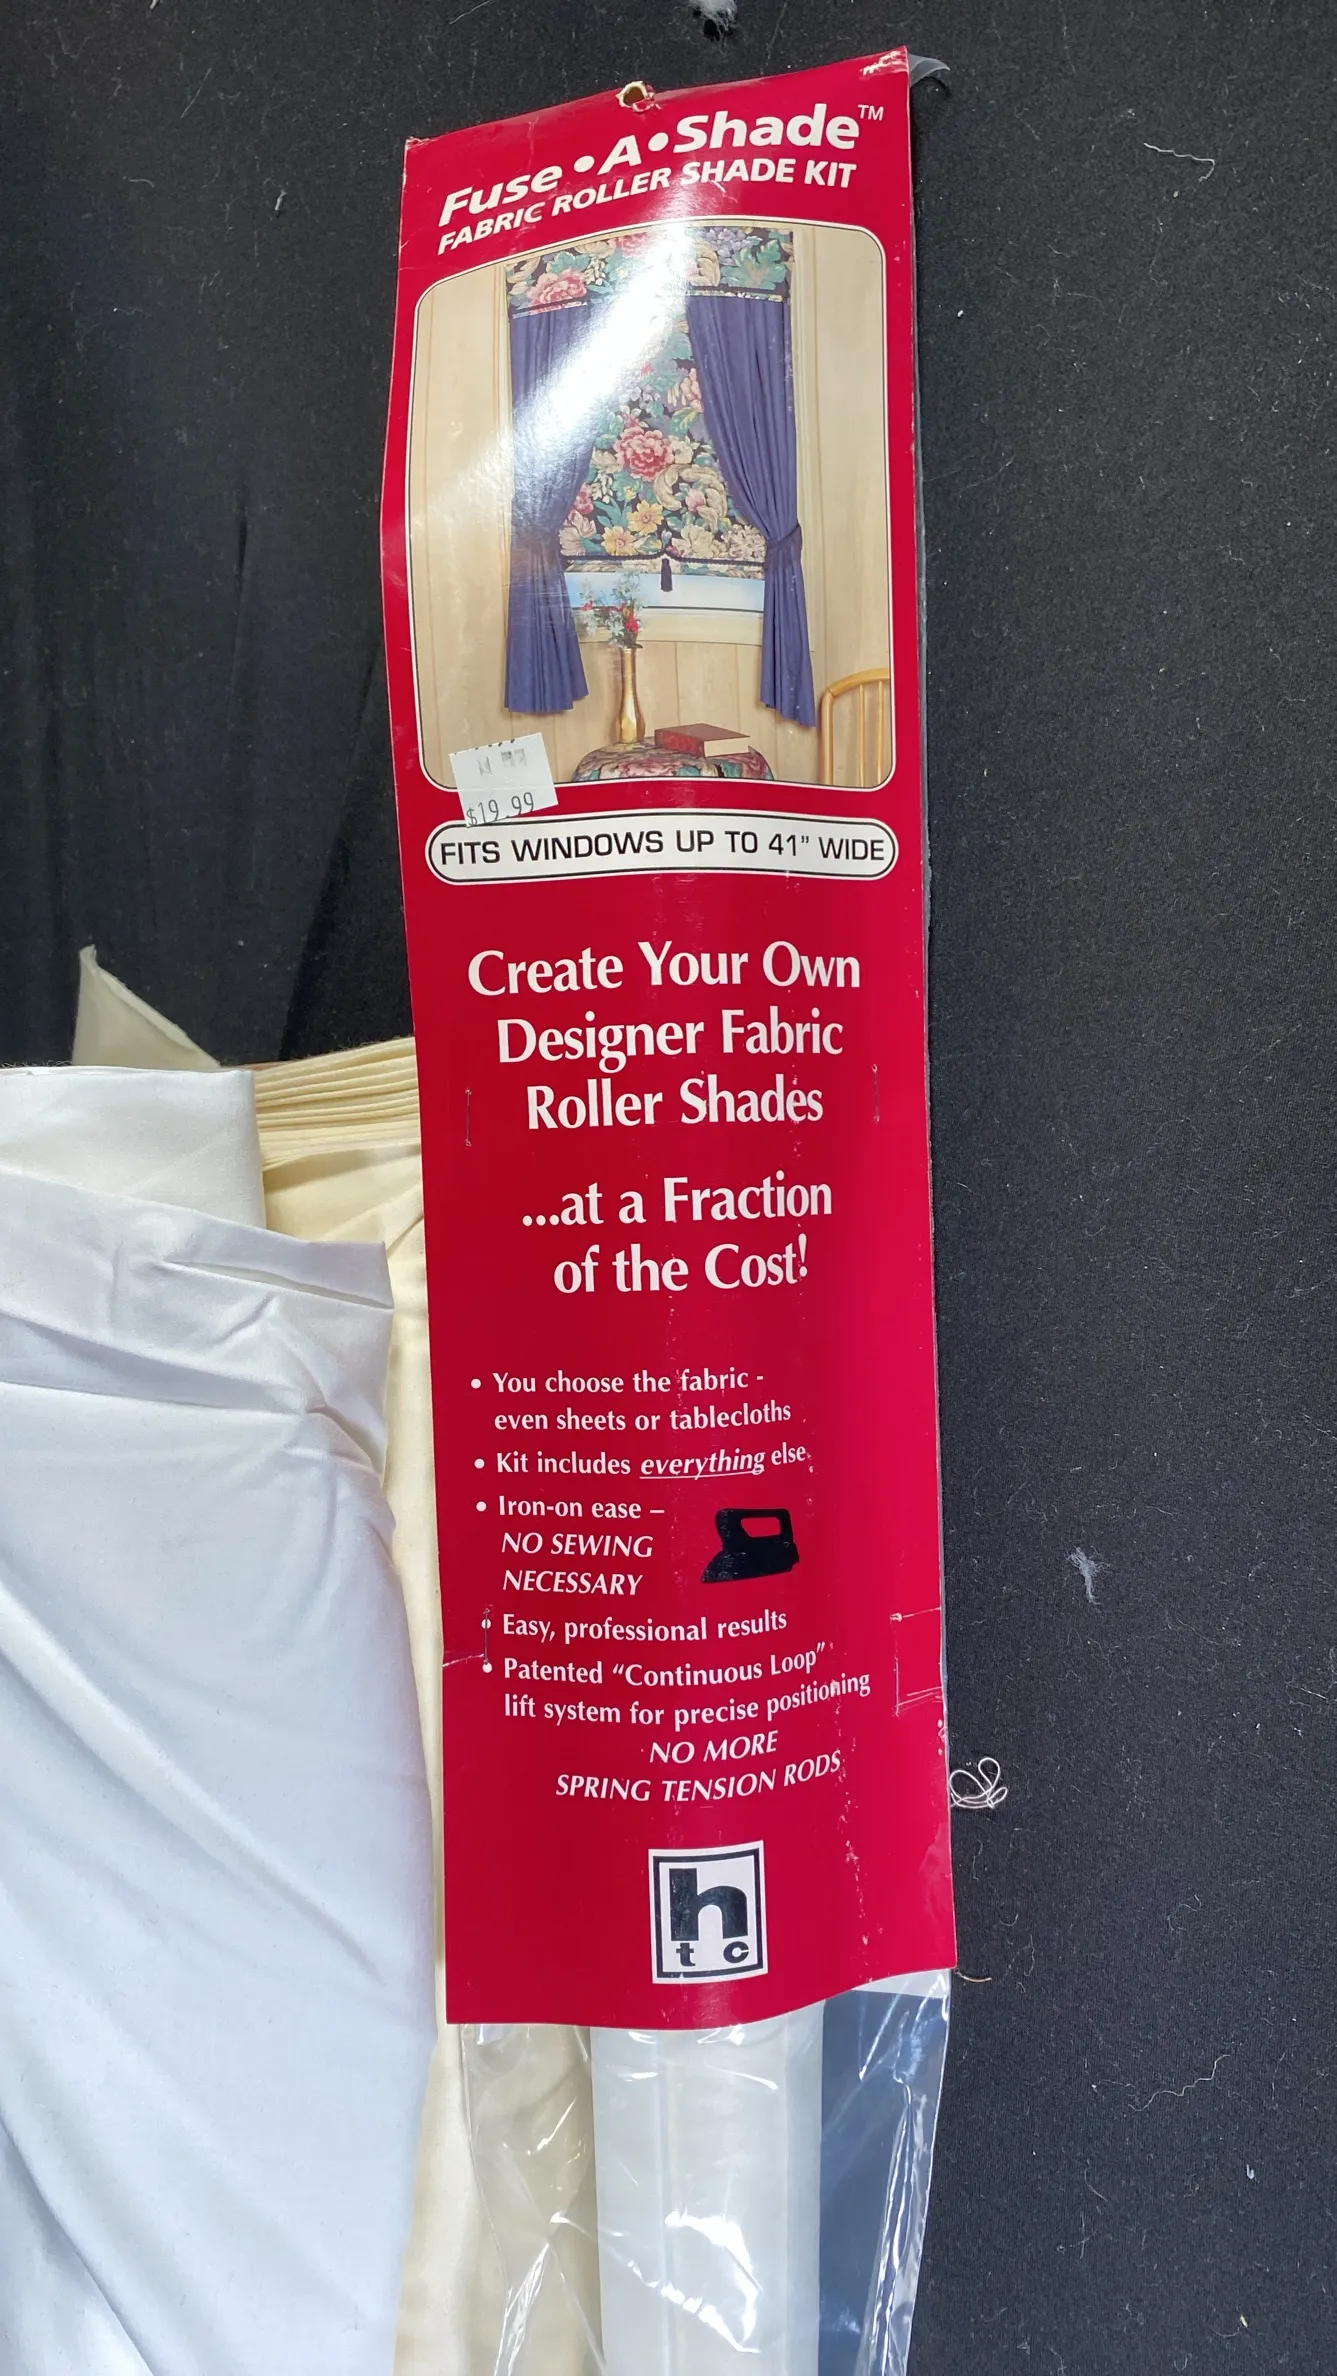 Fuse•A•Shade™
FABRIC ROLLER SHADE KIT
$19.99
FITS WINDOWS UP TO 41” WIDE
Create Your Own
Designer Fabric
Roller Shades
...at a Fraction
of the Cost!
• You choose the fabric -
even sheets or tablecloths
• Kit includes everything else
• Iron-on ease –
NO SEWING
NECESSARY
• Easy, professional results
• Patented “Continuous Loop”
lift system for precise positioning
NO MORE
SPRING TENSION RODS
h
t c